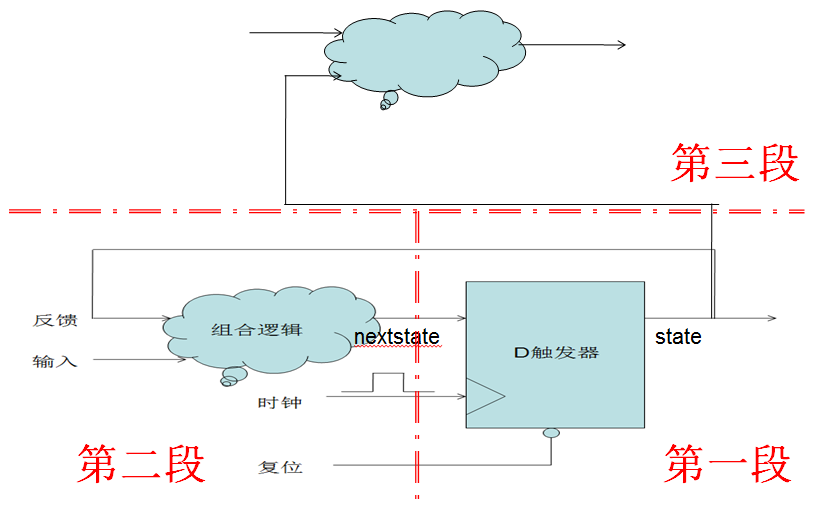 第三段
反馈
组合逻辑
nextstate
D触发器
state
输入
时钟
第二段
复位
第一段